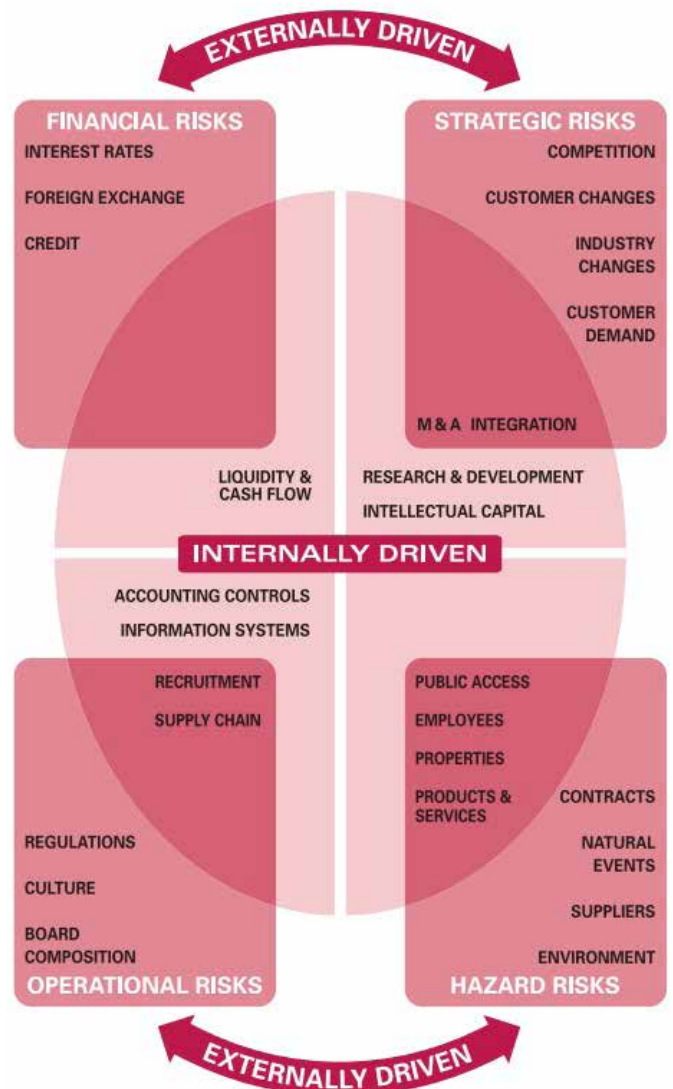 EXTERNALLY DRIVEN
FINANCIAL RISKS
INTEREST RATES
FOREIGN EXCHANGE
CREDIT
STRATEGIC RISKS
COMPETITION
CUSTOMER CHANGES
INDUSTRY
CHANGES
CUSTOMER
DEMAND
M & A INTEGRATION
LIQUIDITY &
CASH FLOW
RESEARCH & DEVELOPMENT
INTELLECTUAL CAPITAL
INTERNALLY DRIVEN
ACCOUNTING CONTROLS
INFORMATION SYSTEMS
RECRUITMENT
SUPPLY CHAIN
REGULATIONS
CULTURE
BOARD
COMPOSITION
OPERATIONAL RISKS
PUBLIC ACCESS
EMPLOYEES
PROPERTIES
PRODUCTS &
SERVICES
CONTRACTS
NATURAL
EVENTS
SUPPLIERS
ENVIRONMENT
HAZARD RISKS
EXTERNALLY DRIVEN